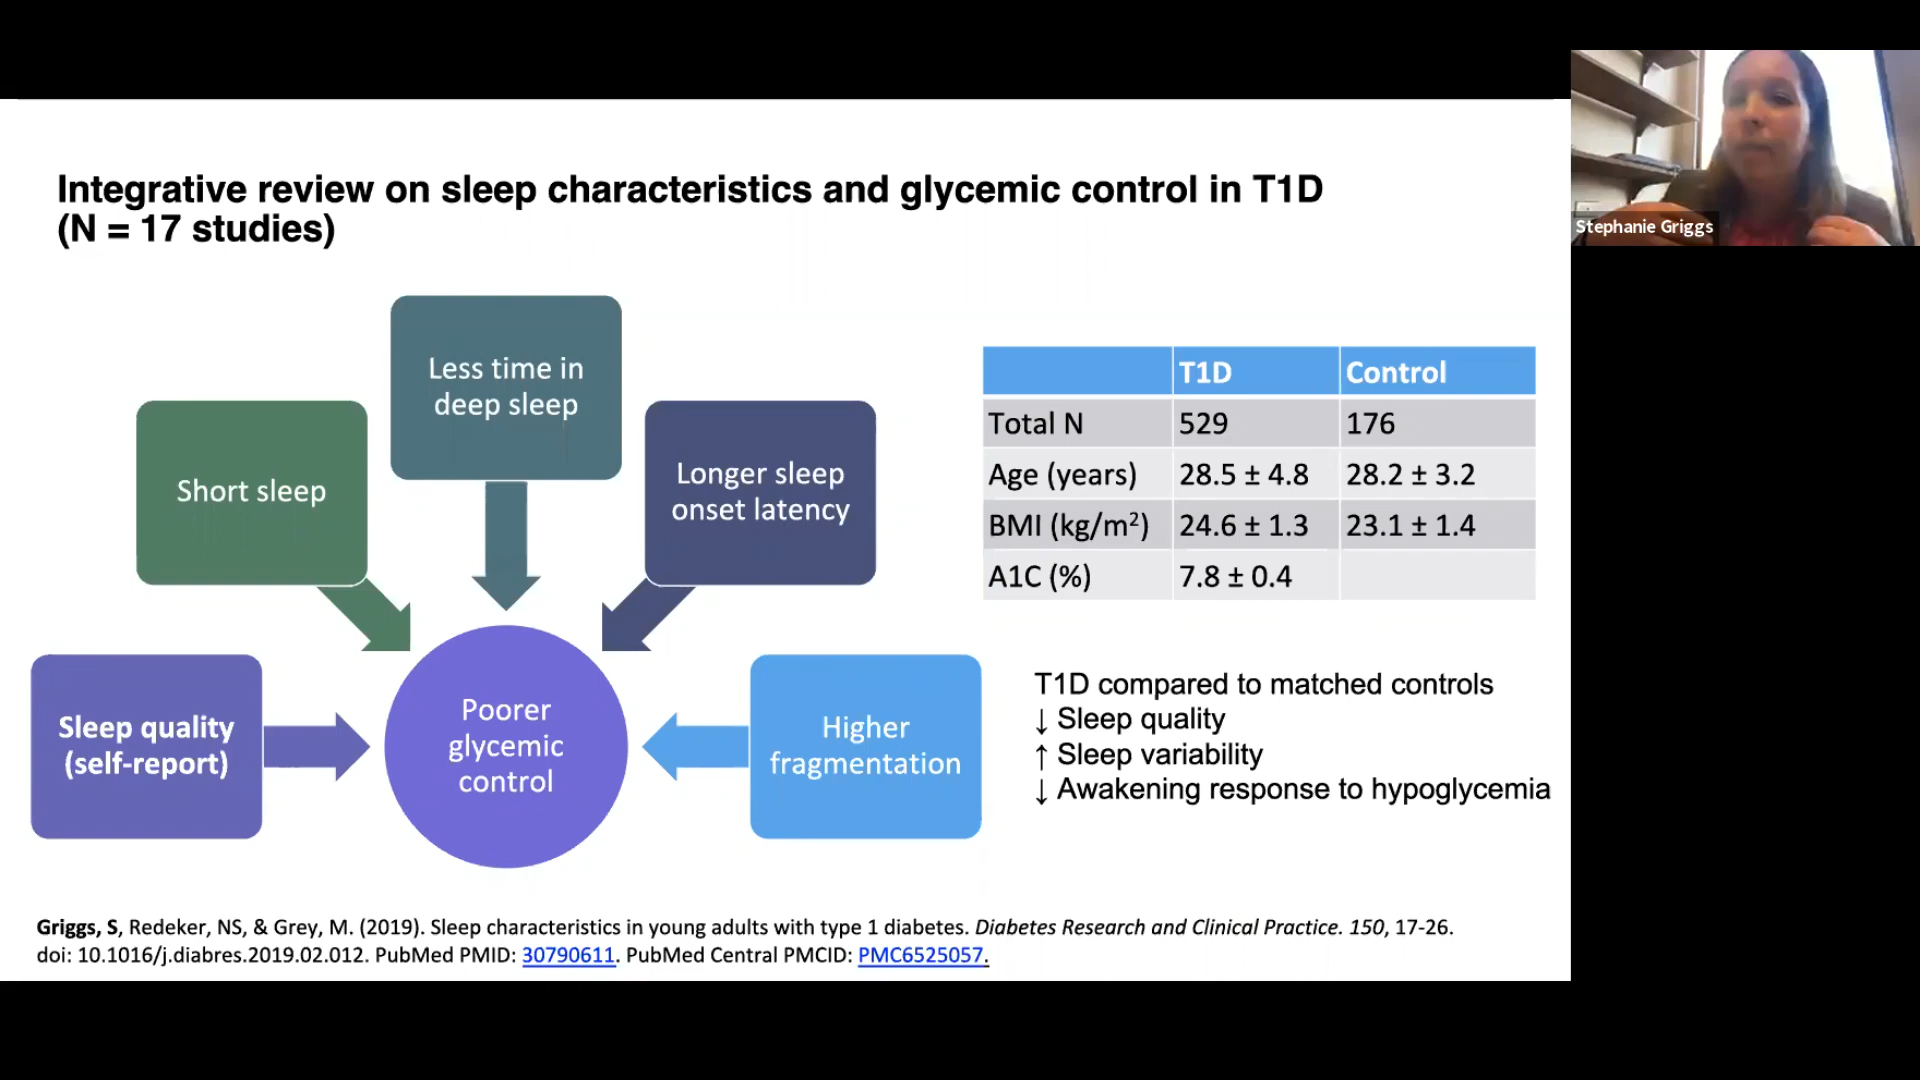 Integrative review on sleep characteristics and glycemic control in T1D
(N = 17 studies)
Stephanie Griggs
Less time in
deep sleep
Short sleep
Longer sleep
onset latency
Sleep quality
(self-report)
Poorer
glycemic
control
Higher
fragmentation
T1D Control
Total N 529 176
Age (years) 28.5 ± 4.8 28.2 ± 3.2
BMI (kg/m²) 24.6 ± 1.3 23.1 ± 1.4
A1C (%) 7.8 ± 0.4
T1D compared to matched controls
↓ Sleep quality
↑ Sleep variability
↓ Awakening response to hypoglycemia
Griggs, S, Redeker, NS, & Grey, M. (2019). Sleep characteristics in young adults with type 1 diabetes. Diabetes Research and Clinical Practice. 150, 17-26.
doi: 10.1016/j.diabres.2019.02.012. PubMed PMID: 30790611. PubMed Central PMCID: PMC6525057.